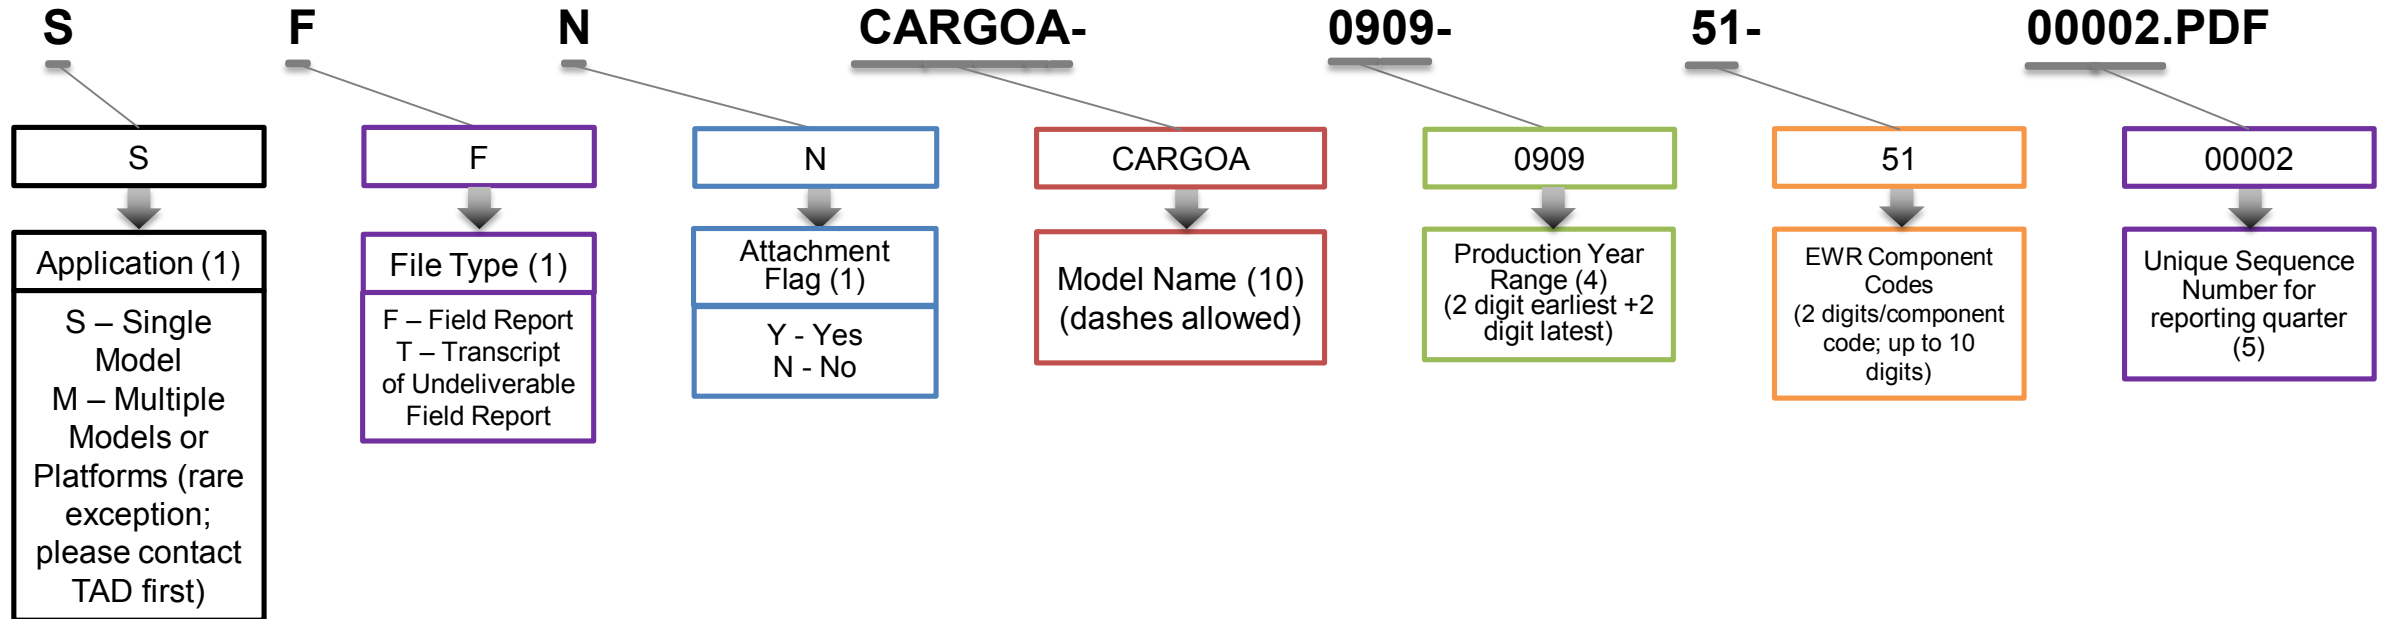 S F N CARGOA- 0909- 51- 00002.PDF
S
F
N
CARGOA
0909
51
00002
Application (1)
S – Single
Model
M – Multiple
Models or
Platforms (rare
exception;
please contact
TAD first)
File Type (1)
F – Field Report
T – Transcript
of Undeliverable
Field Report
Attachment
Flag (1)
Y - Yes
N - No
Model Name (10)
(dashes allowed)
Production Year
Range (4)
(2 digit earliest +2
digit latest)
EWR Component
Codes
(2 digits/component
code; up to 10
digits)
Unique Sequence
Number for
reporting quarter
(5)